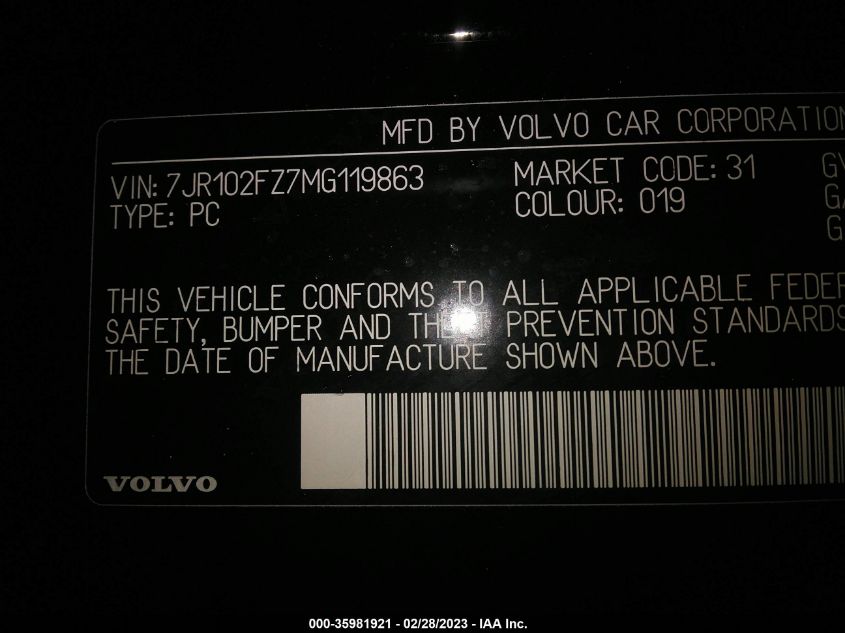 MFD BY VOLVO CAR CORPORATION
VIN: 7JR102FZ7MG119863 MARKET CODE: 31
TYPE: PC COLOUR: 019
THIS VEHICLE CONFORMS TO ALL APPLICABLE FEDER
SAFETY, BUMPER AND THEFT PREVENTION STANDARDS
THE DATE OF MANUFACTURE SHOWN ABOVE.
VOLVO
000-35981921 - 02/28/2023 - IAA Inc.